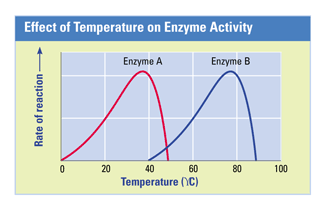 Effect of Temperature on Enzyme Activity
Enzyme A
Enzyme B
Rate of reaction
0 20 40 60 80 100
Temperature (\C)